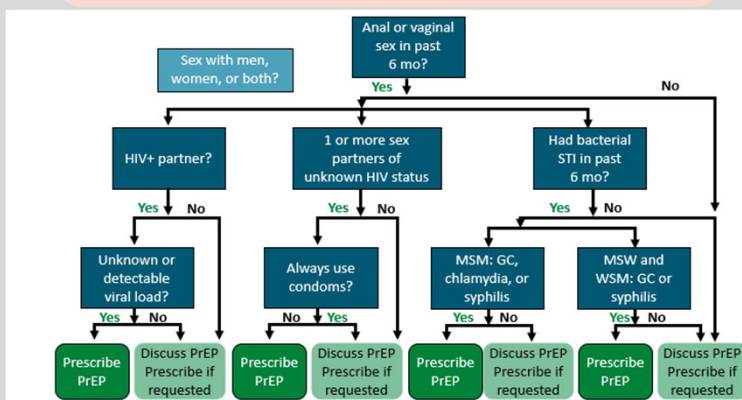 Anal or vaginal
sex in past
6 mo?
Sex with men,
women, or both?
Yes
No
HIV+ partner?
1 or more sex
partners of
unknown HIV status
Had bacterial
STI in past
6 mo?
Yes No
Yes No
Yes No
Unknown or
detectable
viral load?
Always use
condoms?
MSM: GC,
chlamydia, or
syphilis
MSW and
WSM: GC or
syphilis
Yes No
No Yes
Yes No
Yes No
Prescribe
PrEP
Discuss PrEP
Prescribe if
requested
Prescribe
PrEP
Discuss PrEP
Prescribe if
requested
Prescribe
PrEP
Discuss PrEP
Prescribe if
requested
Prescribe
PrEP
Discuss PrEP
Prescribe if
requested